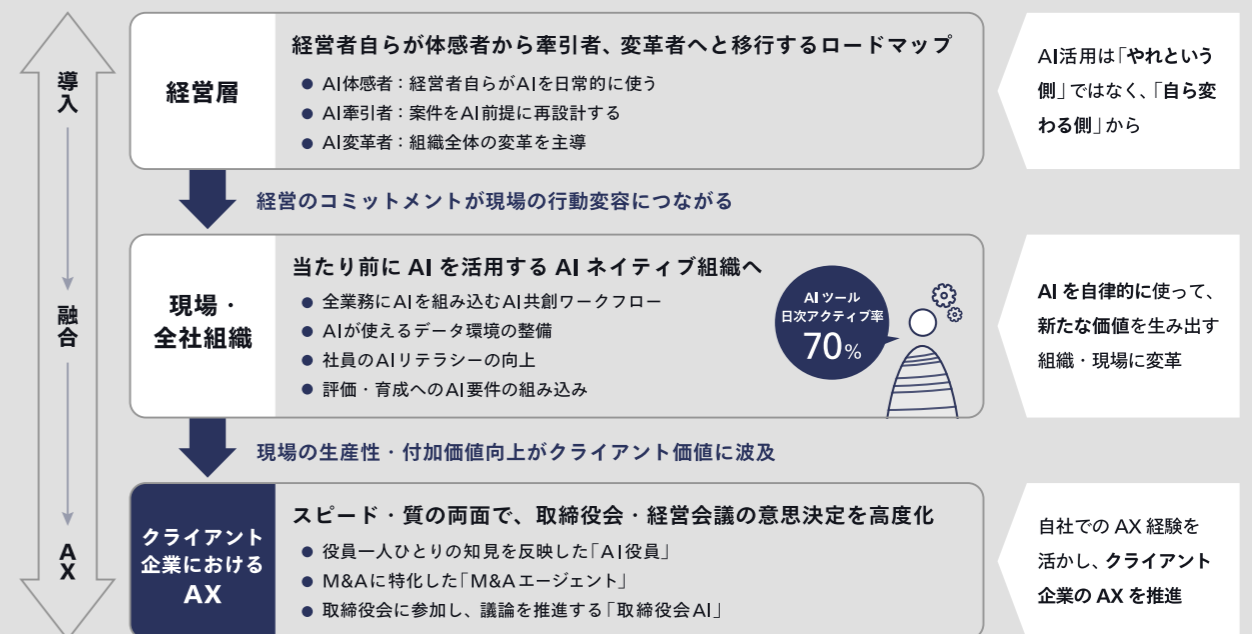 導入
融合
AX
経営層
経営者自らが体感者から牽引者、変革者へと移行するロードマップ
● AI体感者：経営者自らがAIを日常的に使う
● AI牽引者：案件をAI前提に再設計する
● AI変革者：組織全体の変革を主導
AI活用は「やれという
側」ではなく、「自ら変
わる側」から
経営のコミットメントが現場の行動変容につながる
現場・
全社組織
当たり前に AI を活用する AI ネイティブ組織へ
● 全業務にAIを組み込むAI共創ワークフロー
● AIが使えるデータ環境の整備
● 社員のAIリテラシーの向上
● 評価・育成へのAI要件の組み込み
AI ツール
日次アクティブ率
70%
AI を自律的に使って、
新たな価値を生み出す
組織・現場に変革
現場の生産性・付加価値向上がクライアント価値に波及
クライアント
企業における
AX
スピード・質の両面で、取締役会・経営会議の意思決定を高度化
● 役員一人ひとりの知見を反映した「AI役員」
● M&Aに特化した「M&Aエージェント」
● 取締役会に参加し、議論を推進する「取締役会AI」
自社での AX 経験を
活かし、クライアント
企業の AX を推進